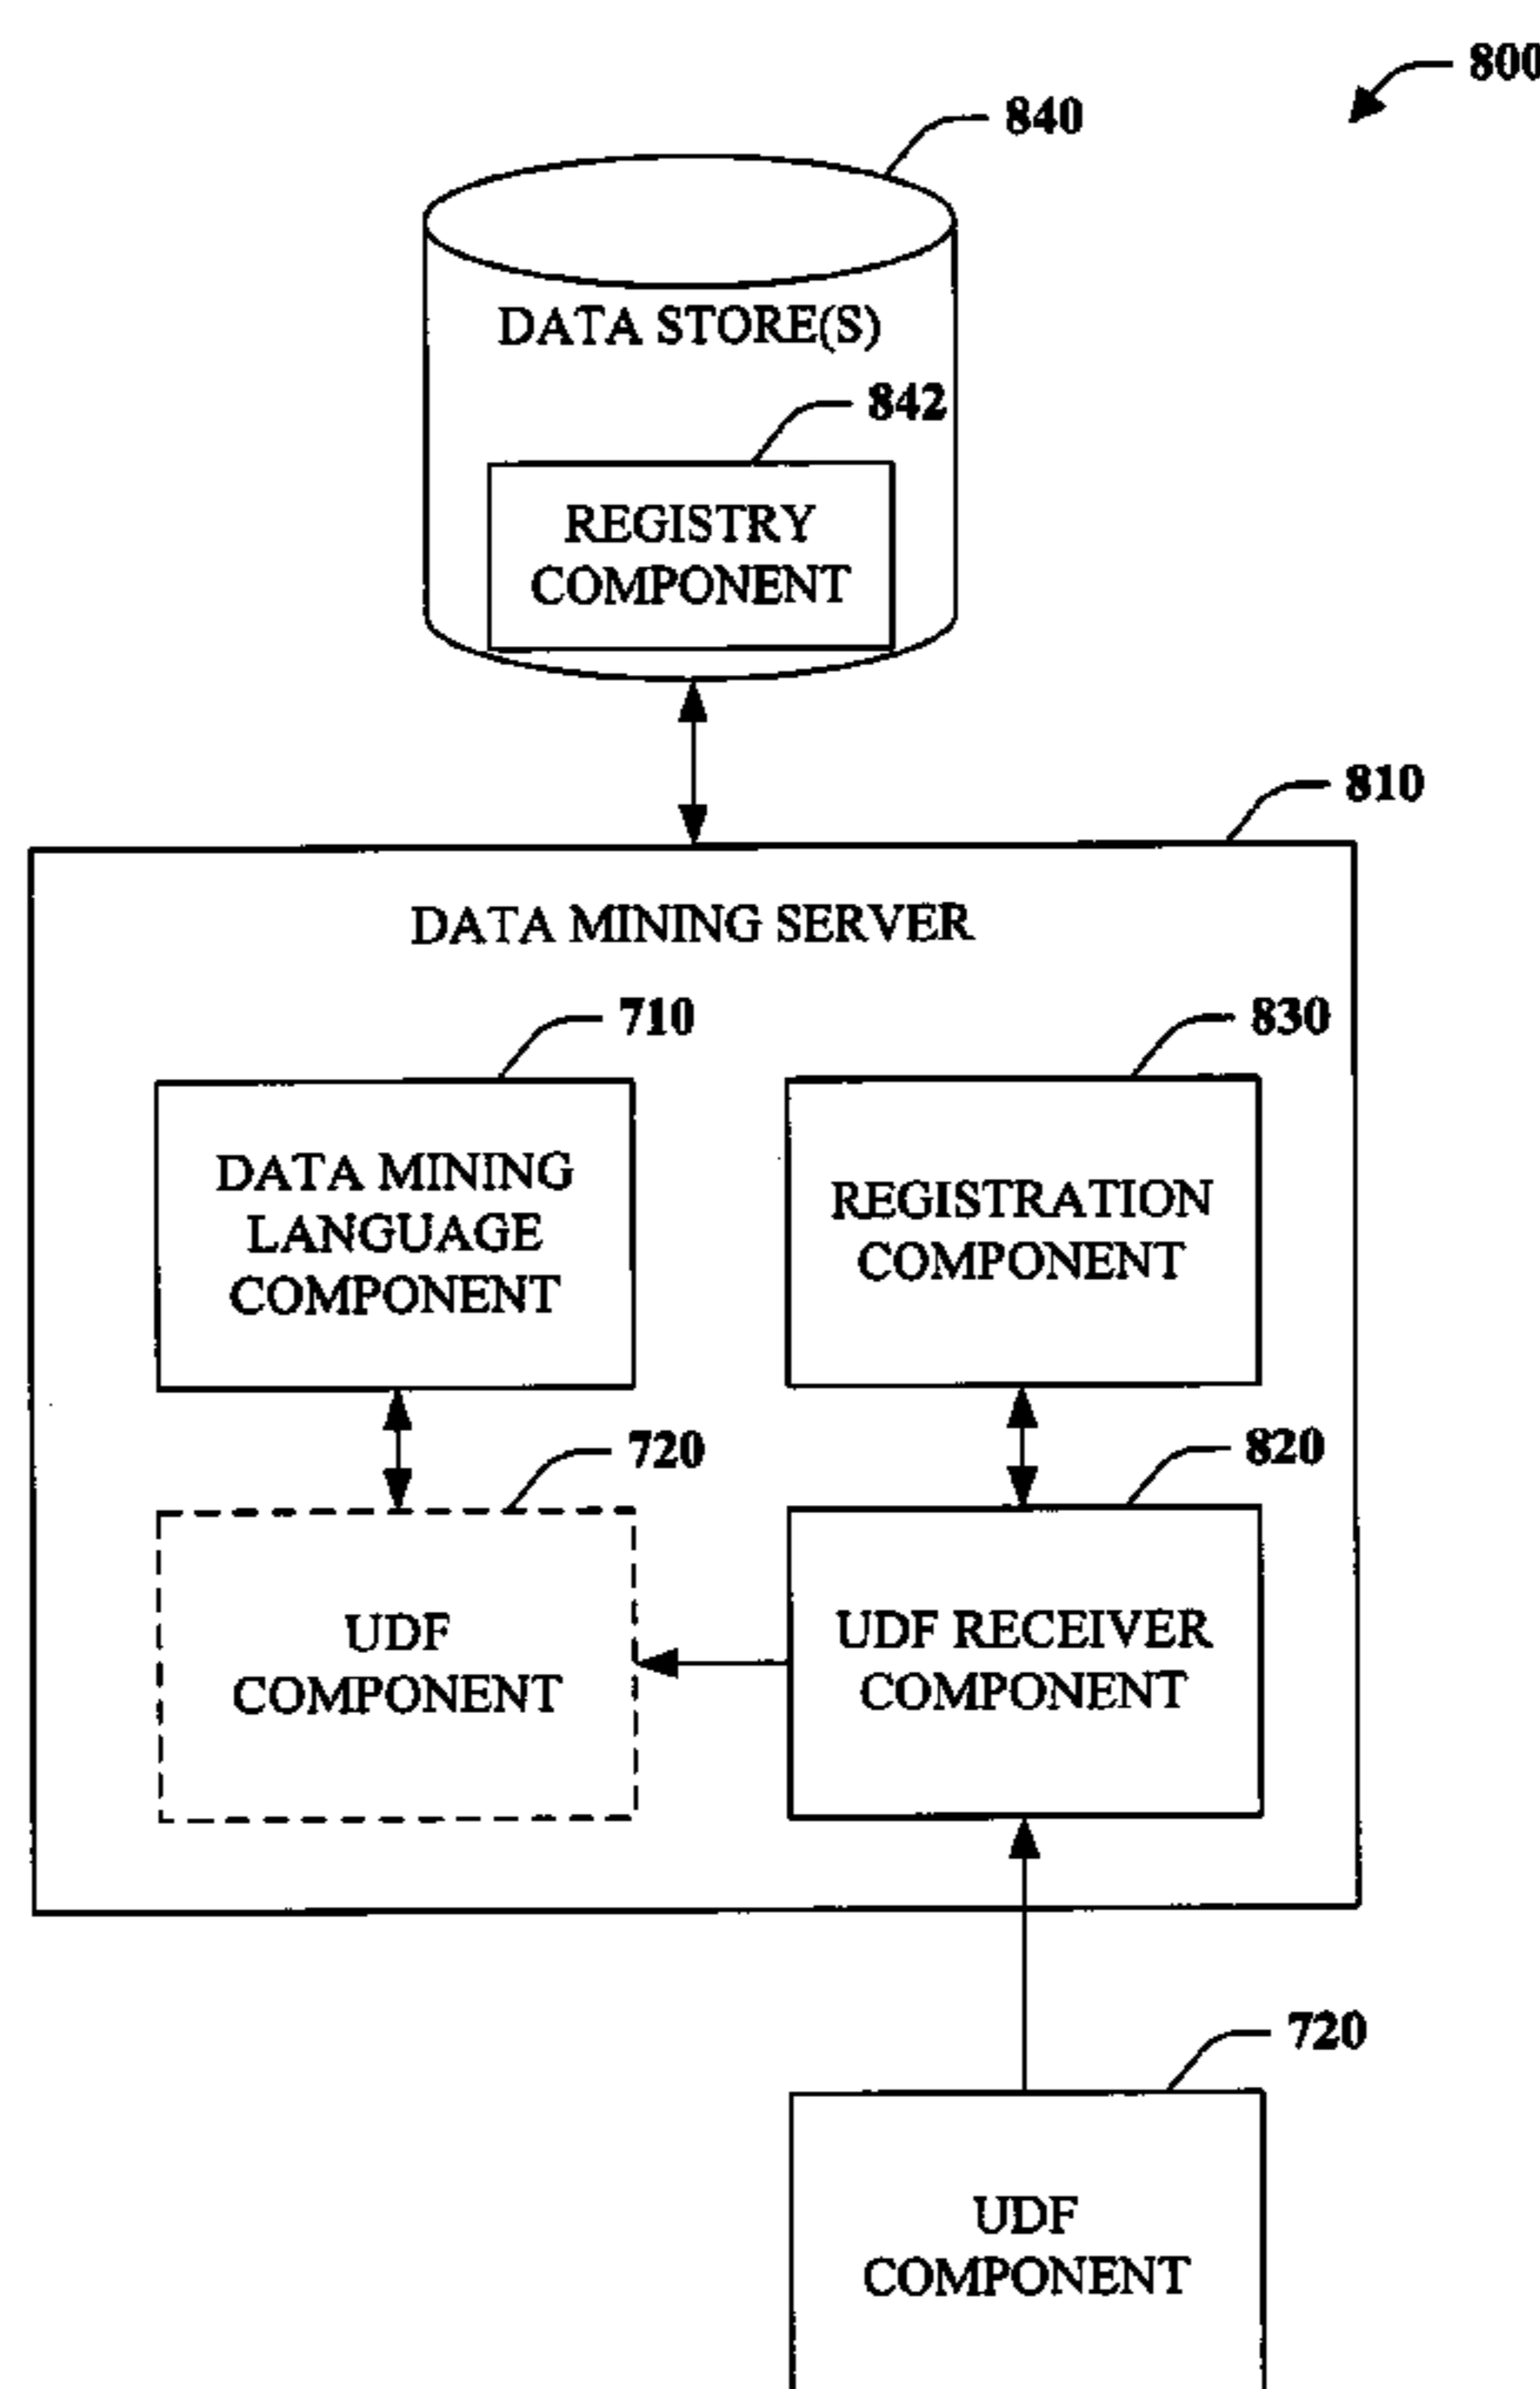 800
840
DATA STORE(S)
842
REGISTRY
COMPONENT
810
DATA MINING SERVER
710
830
DATA MINING
LANGUAGE
COMPONENT
REGISTRATION
COMPONENT
720
820
UDF
COMPONENT
UDF RECEIVER
COMPONENT
720
UDF
COMPONENT